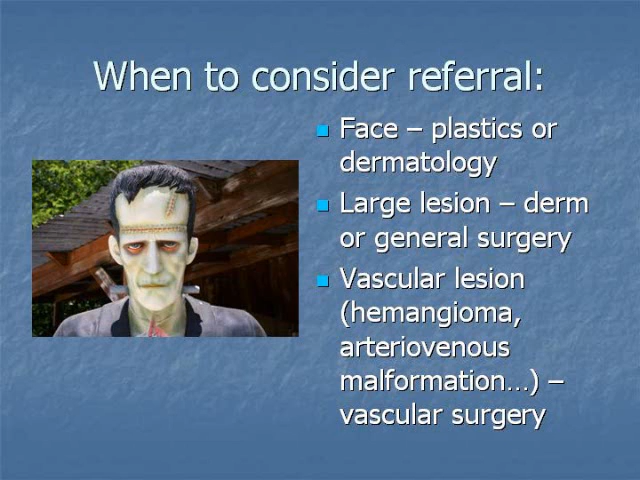 When to consider referral:
Face – plastics or
dermatology
Large lesion – derm
or general surgery
Vascular lesion
(hemangioma,
arteriovenous
malformation…) –
vascular surgery